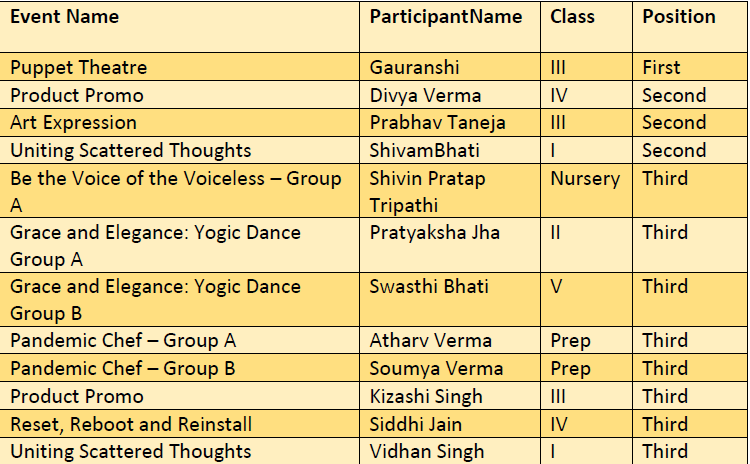 Event Name ParticipantName Class Position
Puppet Theatre Gauranshi III First
Product Promo Divya Verma IV Second
Art Expression Prabhav Taneja III Second
Uniting Scattered Thoughts ShivamBhati I Second
Be the Voice of the Voiceless – Group Shivin Pratap Nursery Third
A Tripathi
Grace and Elegance: Yogic Dance Pratyaksha Jha II Third
Group A
Grace and Elegance: Yogic Dance Swasthi Bhati V Third
Group B
Pandemic Chef – Group A Atharv Verma Prep Third
Pandemic Chef – Group B Soumya Verma Prep Third
Product Promo Kizashi Singh III Third
Reset, Reboot and Reinstall Siddhi Jain IV Third
Uniting Scattered Thoughts Vidhan Singh I Third